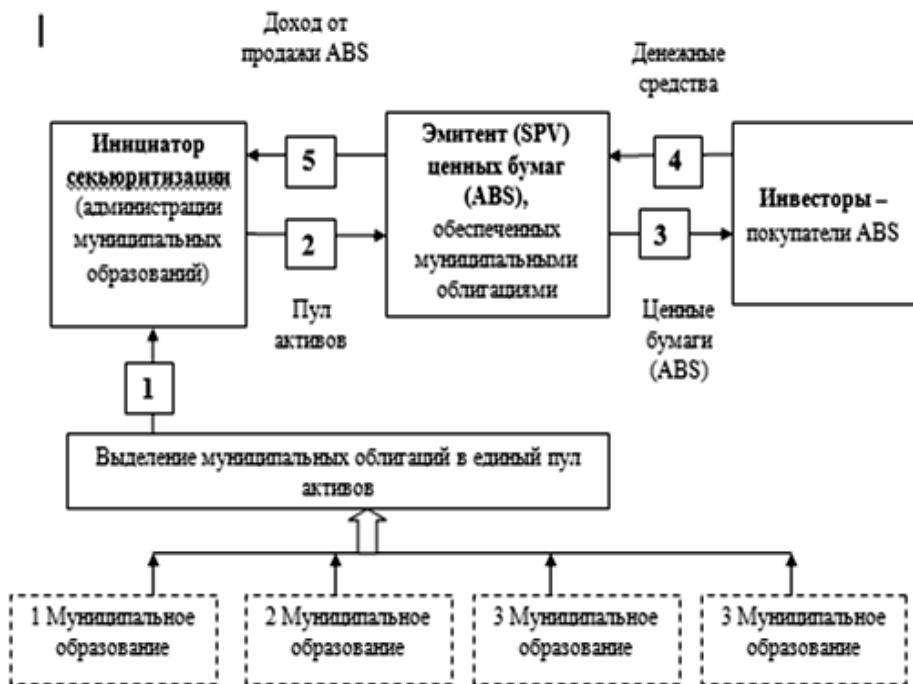 Доход от
продажи ABS
Денежные
средства
Инициатор
секьюритизации
(администрации
муниципальных
образований)
5
2
Пул
активов
Эмитент (SPV)
ценных бумаг
(ABS),
обеспеченных
муниципальными
облигациями
4
3
Ценные
бумаги
(ABS)
Инвесторы –
покупатели ABS
1
Выделение муниципальных облигаций в единый пул
активов
1 Муниципальное
образование
2 Муниципальное
образование
3 Муниципальное
образование
3 Муниципальное
образование